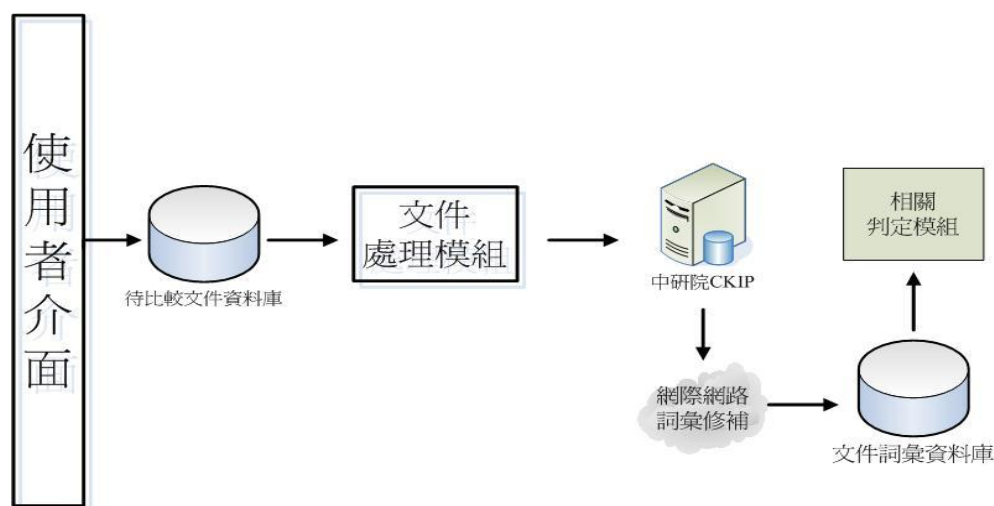 使用者介面
待比較文件資料庫
文件
處理模組
中研院CKIP
網際網路
詞彙修補
文件詞彙資料庫
相關
判定模組